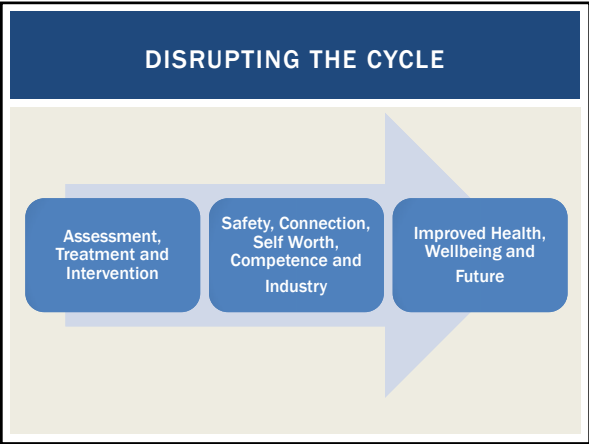 DISRUPTING THE CYCLE
Assessment,
Treatment and
Intervention
Safety, Connection,
Self Worth,
Competence and
Industry
Improved Health,
Wellbeing and
Future